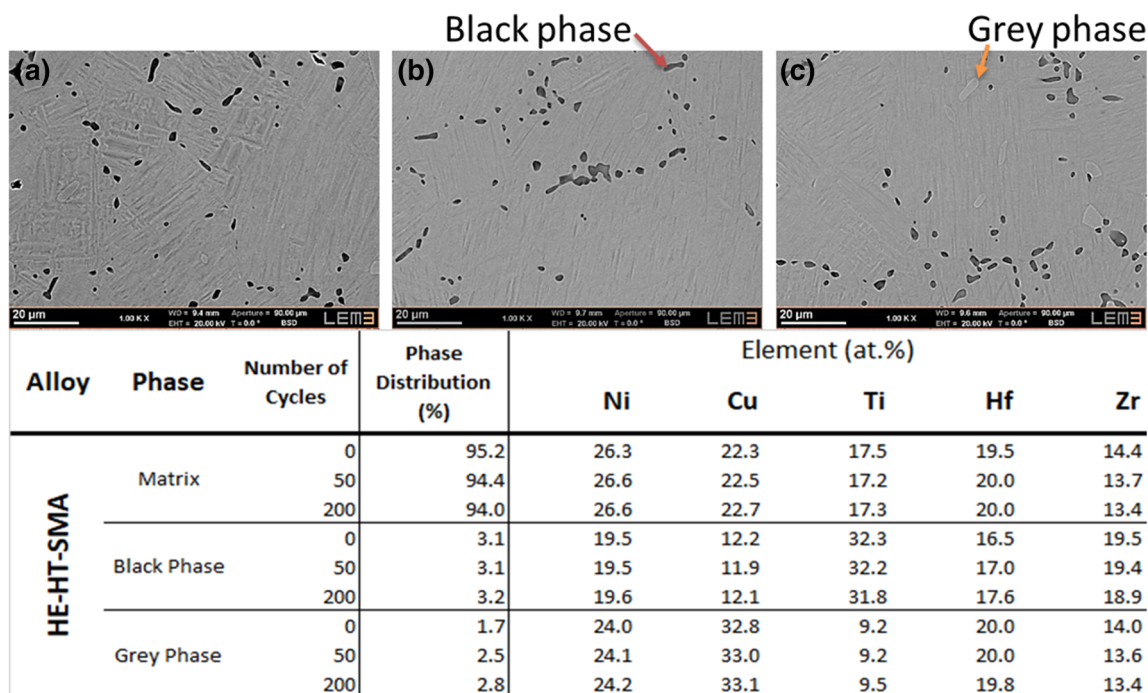 Black phase
Grey phase
(a)
(b)
(c)
20 µm
1.00 K X
WD = 9.4 mm Aperture = 90.00 µm
EHT = 20.00 kV T = 0.0 ° BSD
LEM3
20 µm
1.00 K X
WD = 9.7 mm Aperture = 90.00 µm
EHT = 20.00 kV T = 0.0 ° BSD
LEM3
20 µm
1.00 K X
WD = 9.6 mm Aperture = 90.00 µm
EHT = 20.00 kV T = 0.0 ° BSD
LEM3
Alloy Phase Number of Cycles Phase Distribution (%) Element (at.%)
Ni Cu Ti Hf Zr
HE-HT-SMA
Matrix
0 95.2 26.3 22.3 17.5 19.5 14.4
50 94.4 26.6 22.5 17.2 20.0 13.7
200 94.0 26.6 22.7 17.3 20.0 13.4
Black Phase
0 3.1 19.5 12.2 32.3 16.5 19.5
50 3.1 19.5 11.9 32.2 17.0 19.4
200 3.2 19.6 12.1 31.8 17.6 18.9
Grey Phase
0 1.7 24.0 32.8 9.2 20.0 14.0
50 2.5 24.1 33.0 9.2 20.0 13.6
200 2.8 24.2 33.1 9.5 19.8 13.4